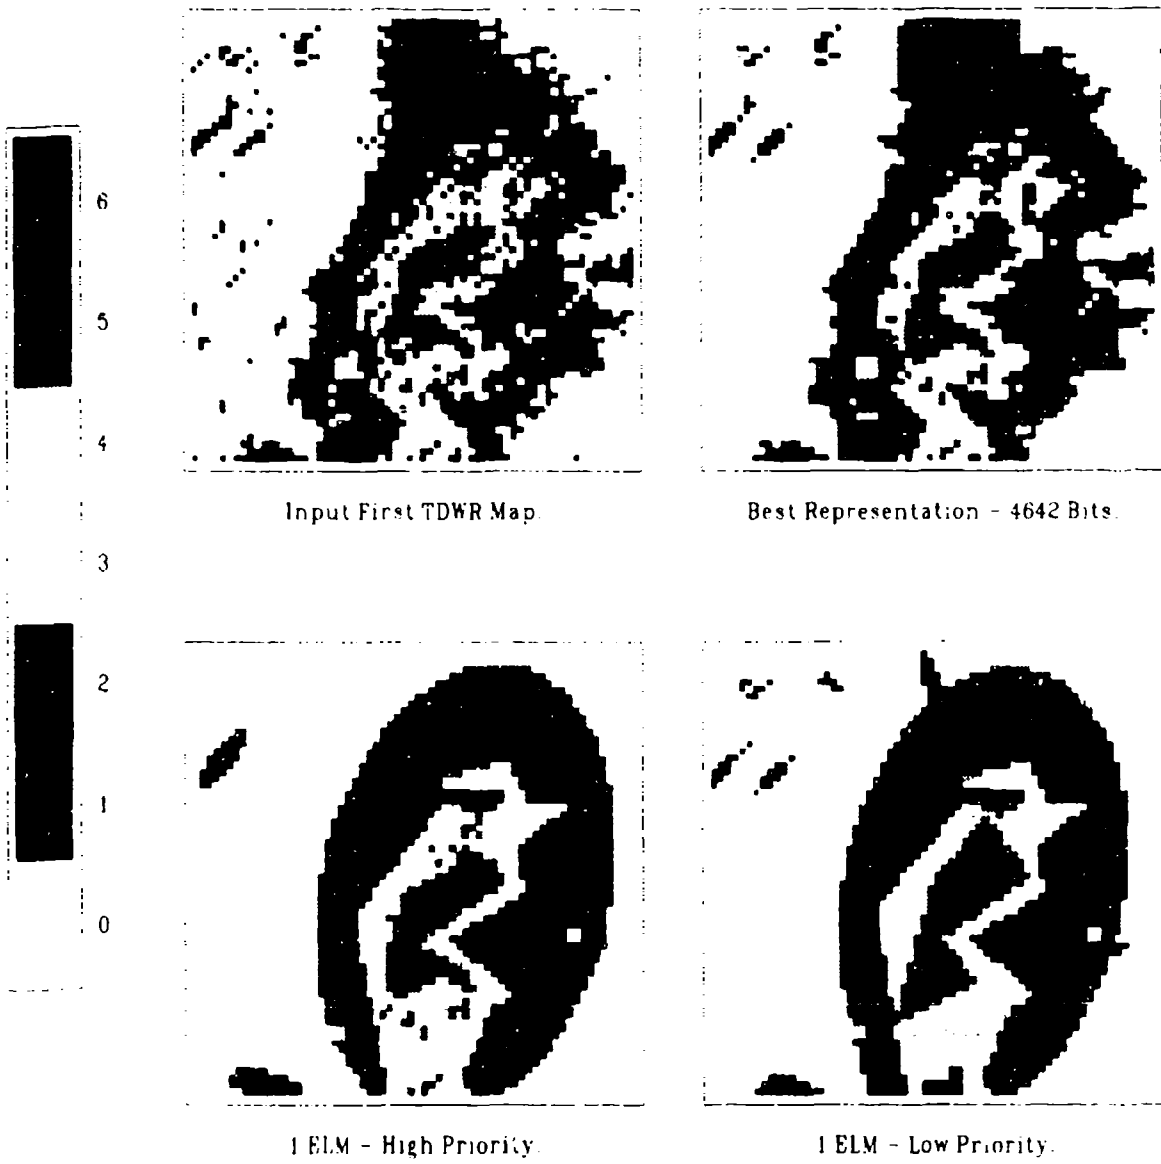 6
5
4
3
2
1
0
Input First TDWR Map.
Best Representation - 4642 Bits.
1 ELM - High Priority.
1 ELM - Low Priority.